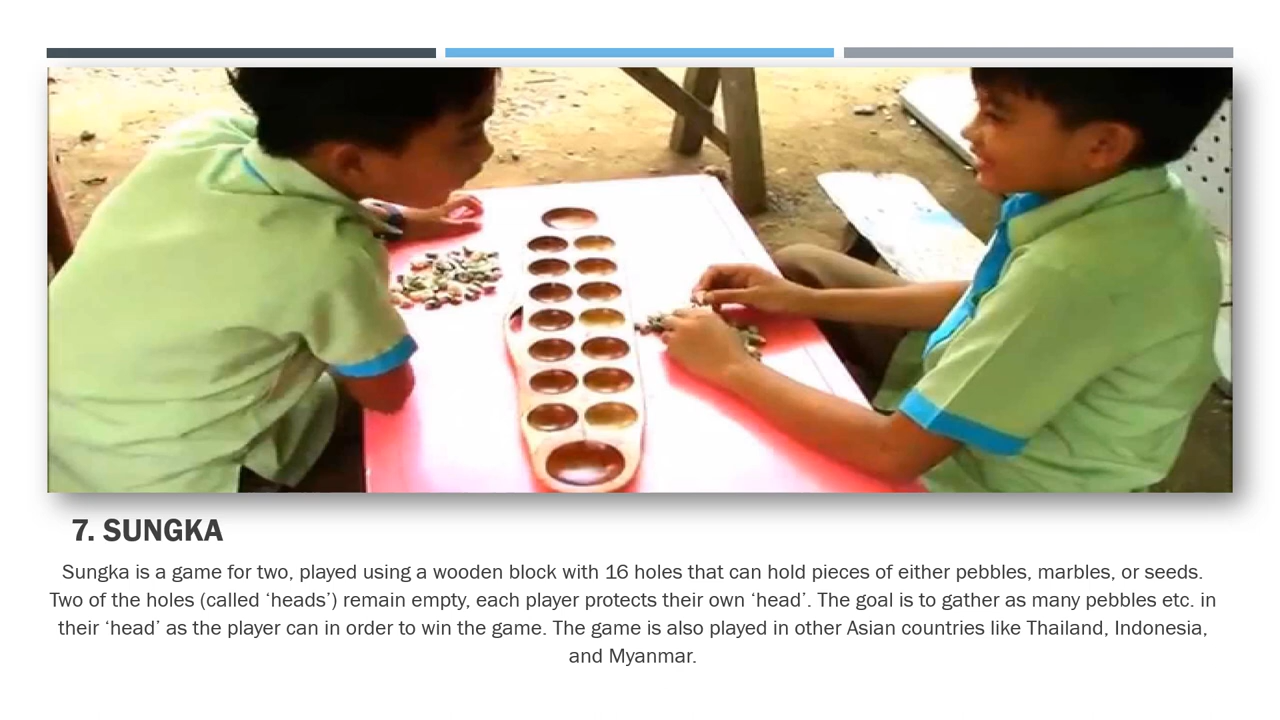 7. SUNGKA
Sungka is a game for two, played using a wooden block with 16 holes that can hold pieces of either pebbles, marbles, or seeds.
Two of the holes (called ‘heads’) remain empty, each player protects their own ‘head’. The goal is to gather as many pebbles etc. in
their ‘head’ as the player can in order to win the game. The game is also played in other Asian countries like Thailand, Indonesia,
and Myanmar.